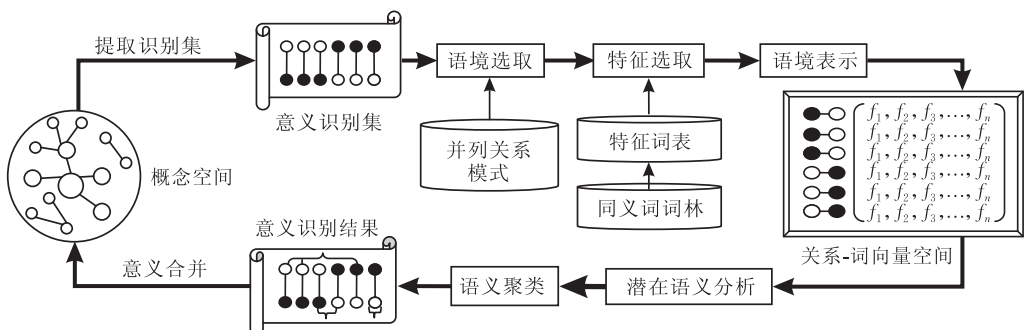 提取识别集
意义识别集
语境选取
特征选取
语境表示
并列关系
模式
特征词表
同义词词林
概念空间
f₁, f₂, f₃, ..., fₙ
f₁, f₂, f₃, ..., fₙ
f₁, f₂, f₃, ..., fₙ
f₁, f₂, f₃, ..., fₙ
f₁, f₂, f₃, ..., fₙ
f₁, f₂, f₃, ..., fₙ
关系-词向量空间
意义识别结果
意义合并
语义聚类
潜在语义分析